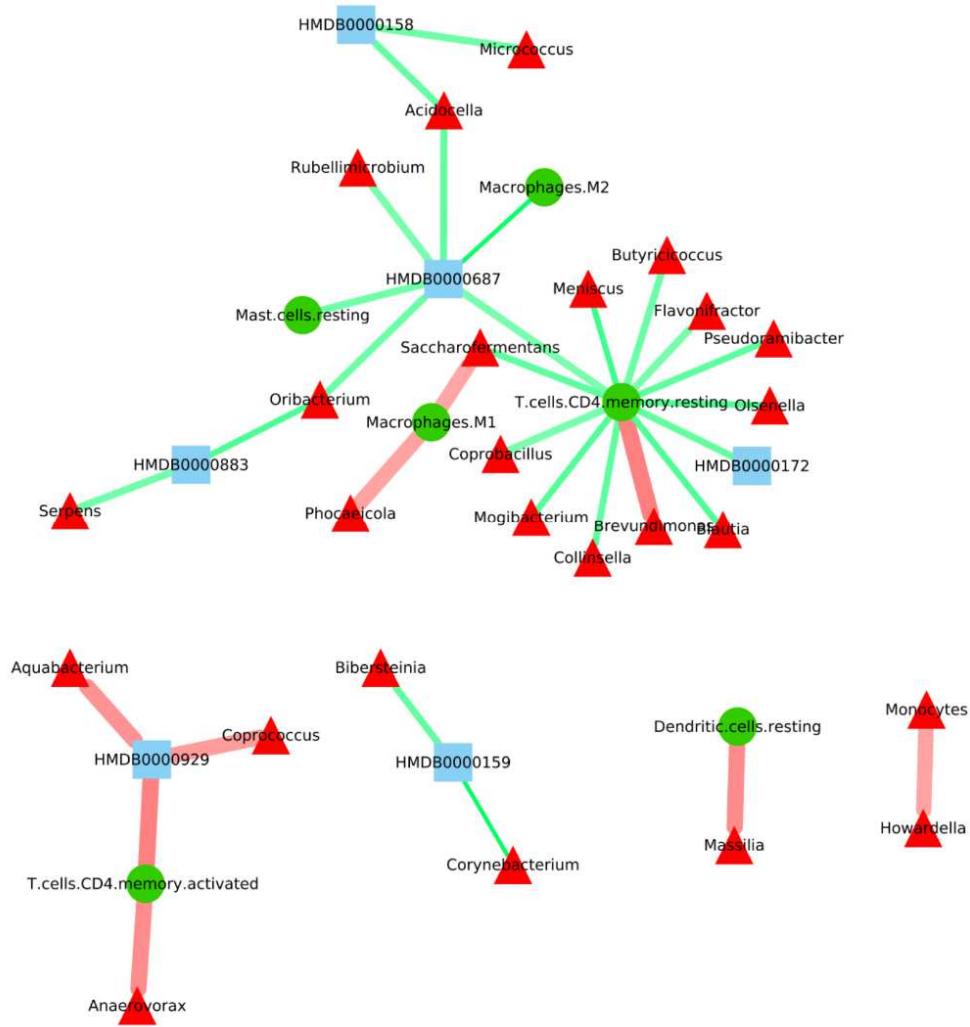 HMDB0000158
Micrococcus
Acidocella
Rubellimicrobium
Macrophages.M2
Butyricicoccus
HMDB0000687
Meniscus
Flavonifractor
Mast.cells.resting
Pseudoramibacter
Saccharofermentans
Oribacterium
T.cells.CD4.memory.resting
Olsenella
Macrophages.M1
Coprobacillus
HMDB0000883
HMDB0000172
Serpens
Phocaeicola
Mogibacterium
Brevundimonas
Blautia
Collinsella
Aquabacterium
Bibersteinia
Coprococcus
Dendritic.cells.resting
Monocytes
HMDB0000929
HMDB0000159
Massilia
Howardella
T.cells.CD4.memory.activated
Corynebacterium
Anaerovorax